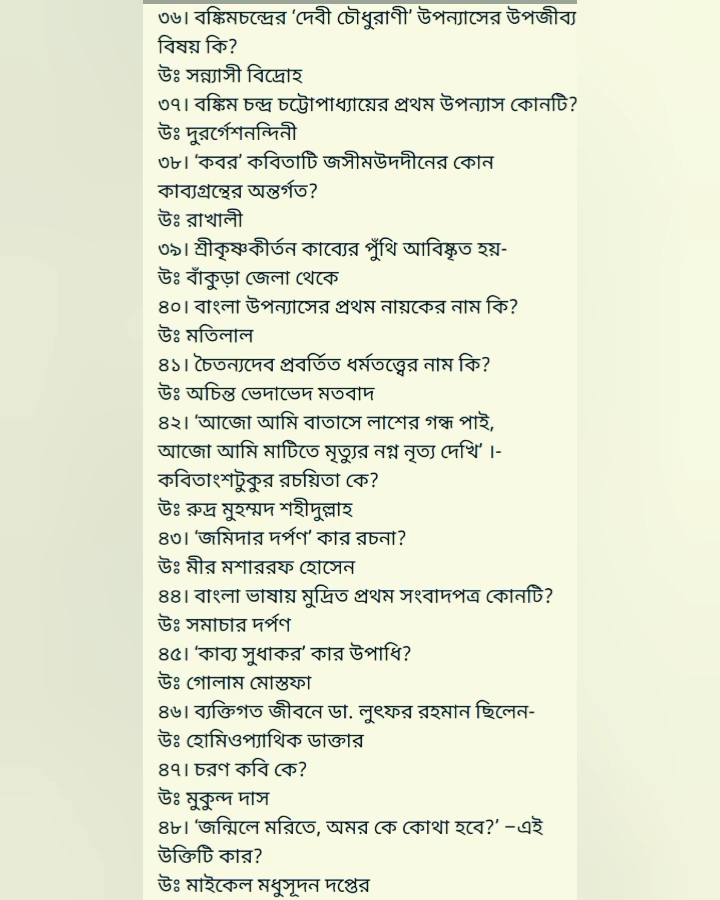 ৩৬। বঙ্কিমচন্দ্রের ‘দেবী চৌধুরাণী’ উপন্যাসের উপজীব্য
বিষয় কি?
উঃ সন্ন্যাসী বিদ্রোহ
৩৭। বঙ্কিম চন্দ্র চট্টোপাধ্যায়ের প্রথম উপন্যাস কোনটি?
উঃ দুরর্গেশনন্দিনী
৩৮। ‘কবর’ কবিতাটি জসীমউদদীনের কোন
কাব্যগ্রন্থের অন্তর্গত?
উঃ রাখালী
৩৯। শ্রীকৃষ্ণকীর্তন কাব্যের পুঁথি আবিষ্কৃত হয়-
উঃ বাঁকুড়া জেলা থেকে
৪০। বাংলা উপন্যাসের প্রথম নায়কের নাম কি?
উঃ মতিলাল
৪১। চৈতন্যদেব প্রবর্তিত ধর্মতত্ত্বের নাম কি?
উঃ অচিন্ত ভেদাভেদ মতবাদ
৪২। ‘আজো আমি বাতাসে লাশের গন্ধ পাই,
আজো আমি মাটিতে মৃত্যুর নগ্ন নৃত্য দেখি’ ।-
কবিতাংশটুকুর রচয়িতা কে?
উঃ রুদ্র মুহম্মদ শহীদুল্লাহ
৪৩। ‘জমিদার দর্পণ’ কার রচনা?
উঃ মীর মশাররফ হোসেন
৪৪। বাংলা ভাষায় মুদ্রিত প্রথম সংবাদপত্র কোনটি?
উঃ সমাচার দর্পণ
৪৫। ‘কাব্য সুধাকর’ কার উপাধি?
উঃ গোলাম মোস্তফা
৪৬। ব্যক্তিগত জীবনে ডা. লুৎফর রহমান ছিলেন-
উঃ হোমিওপ্যাথিক ডাক্তার
৪৭। চরণ কবি কে?
উঃ মুকুন্দ দাস
৪৮। ‘জন্মিলে মরিতে, অমর কে কোথা হবে?’ –এই
উক্তিটি কার?
উঃ মাইকেল মধুসূদন দপ্তের